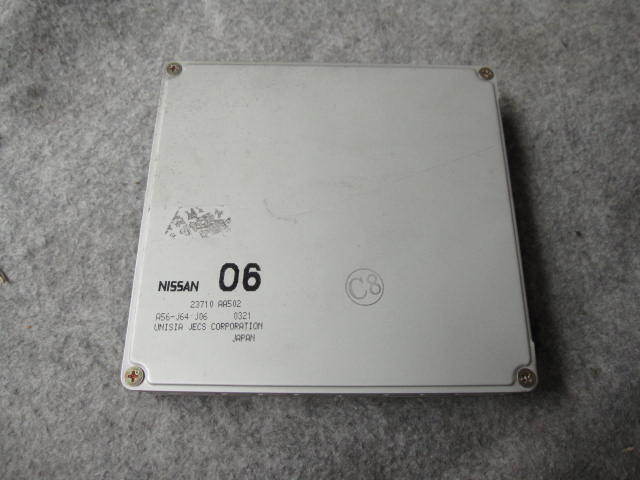 NISSAN 06
23710 AA502
A56-J64 J06 0321
UNISIA JECS CORPORATION
JAPAN
C8